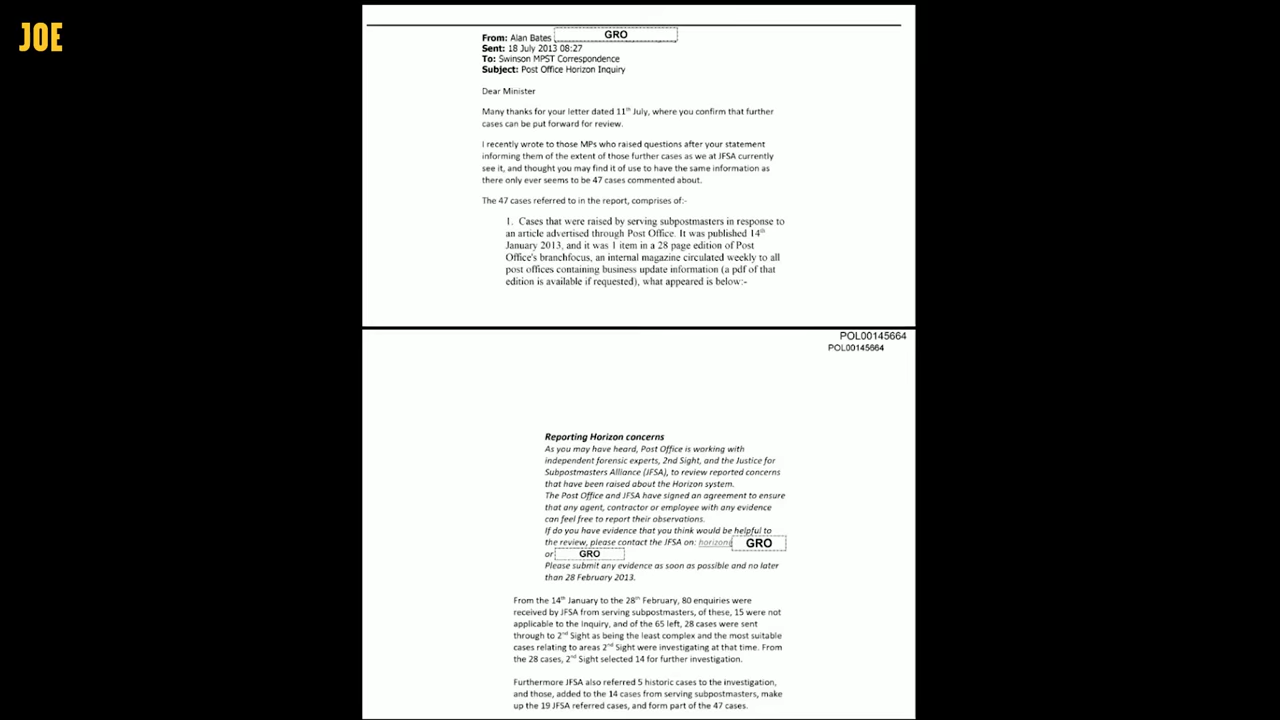 JOE
From: Alan Bates GRO
Sent: 18 July 2013 08:27
To: Swinson MPST Correspondence
Subject: Post Office Horizon Inquiry
Dear Minister
Many thanks for your letter dated 11th July, where you confirm that further
cases can be put forward for review.
I recently wrote to those MPs who raised questions after your statement
informing them of the extent of those further cases as we at JFSA currently
see it, and thought you may find it of use to have the same information as
there only ever seems to be 47 cases commented about.
The 47 cases referred to in the report, comprises of:-
1. Cases that were raised by serving subpostmasters in response to
an article advertised through Post Office. It was published 14th
January 2013, and it was 1 item in a 28 page edition of Post
Office's branchfocus, an internal magazine circulated weekly to all
post offices containing business update information (a pdf of that
edition is available if requested), what appeared is below:-
POL00145664
POL00145664
Reporting Horizon concerns
As you may have heard, Post Office is working with
independent forensic experts, 2nd Sight, and the Justice for
Subpostmasters Alliance (JFSA), to review reported concerns
that have been raised about the Horizon system.
The Post Office and JFSA have signed an agreement to ensure
that any agent, contractor or employee with any evidence
can feel free to report their observations.
If do you have evidence that you think would be helpful to
the review, please contact the JFSA on: horizon GRO
or GRO
Please submit any evidence as soon as possible and no later
than 28 February 2013.
From the 14th January to the 28th February, 80 enquiries were
received by JFSA from serving subpostmasters, of these, 15 were not
applicable to the Inquiry, and of the 65 left, 28 cases were sent
through to 2nd Sight as being the least complex and the most suitable
cases relating to areas 2nd Sight were investigating at that time. From
the 28 cases, 2nd Sight selected 14 for further investigation.
Furthermore JFSA also referred 5 historic cases to the investigation,
and those, added to the 14 cases from serving subpostmasters, make
up the 19 JFSA referred cases, and form part of the 47 cases.